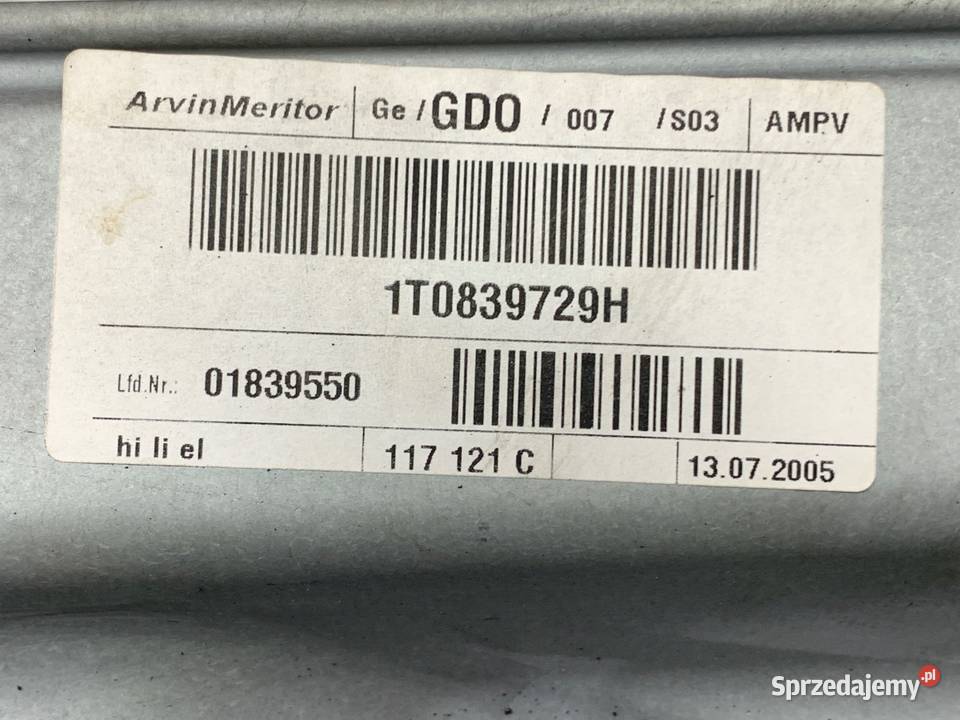 ArvinMeritor Ge / GDO / 007 / S03 AMPV
1T0839729H
Lfd.Nr.: 01839550
hi li el 117 121 C 13.07.2005
Sprzedajemy.pl